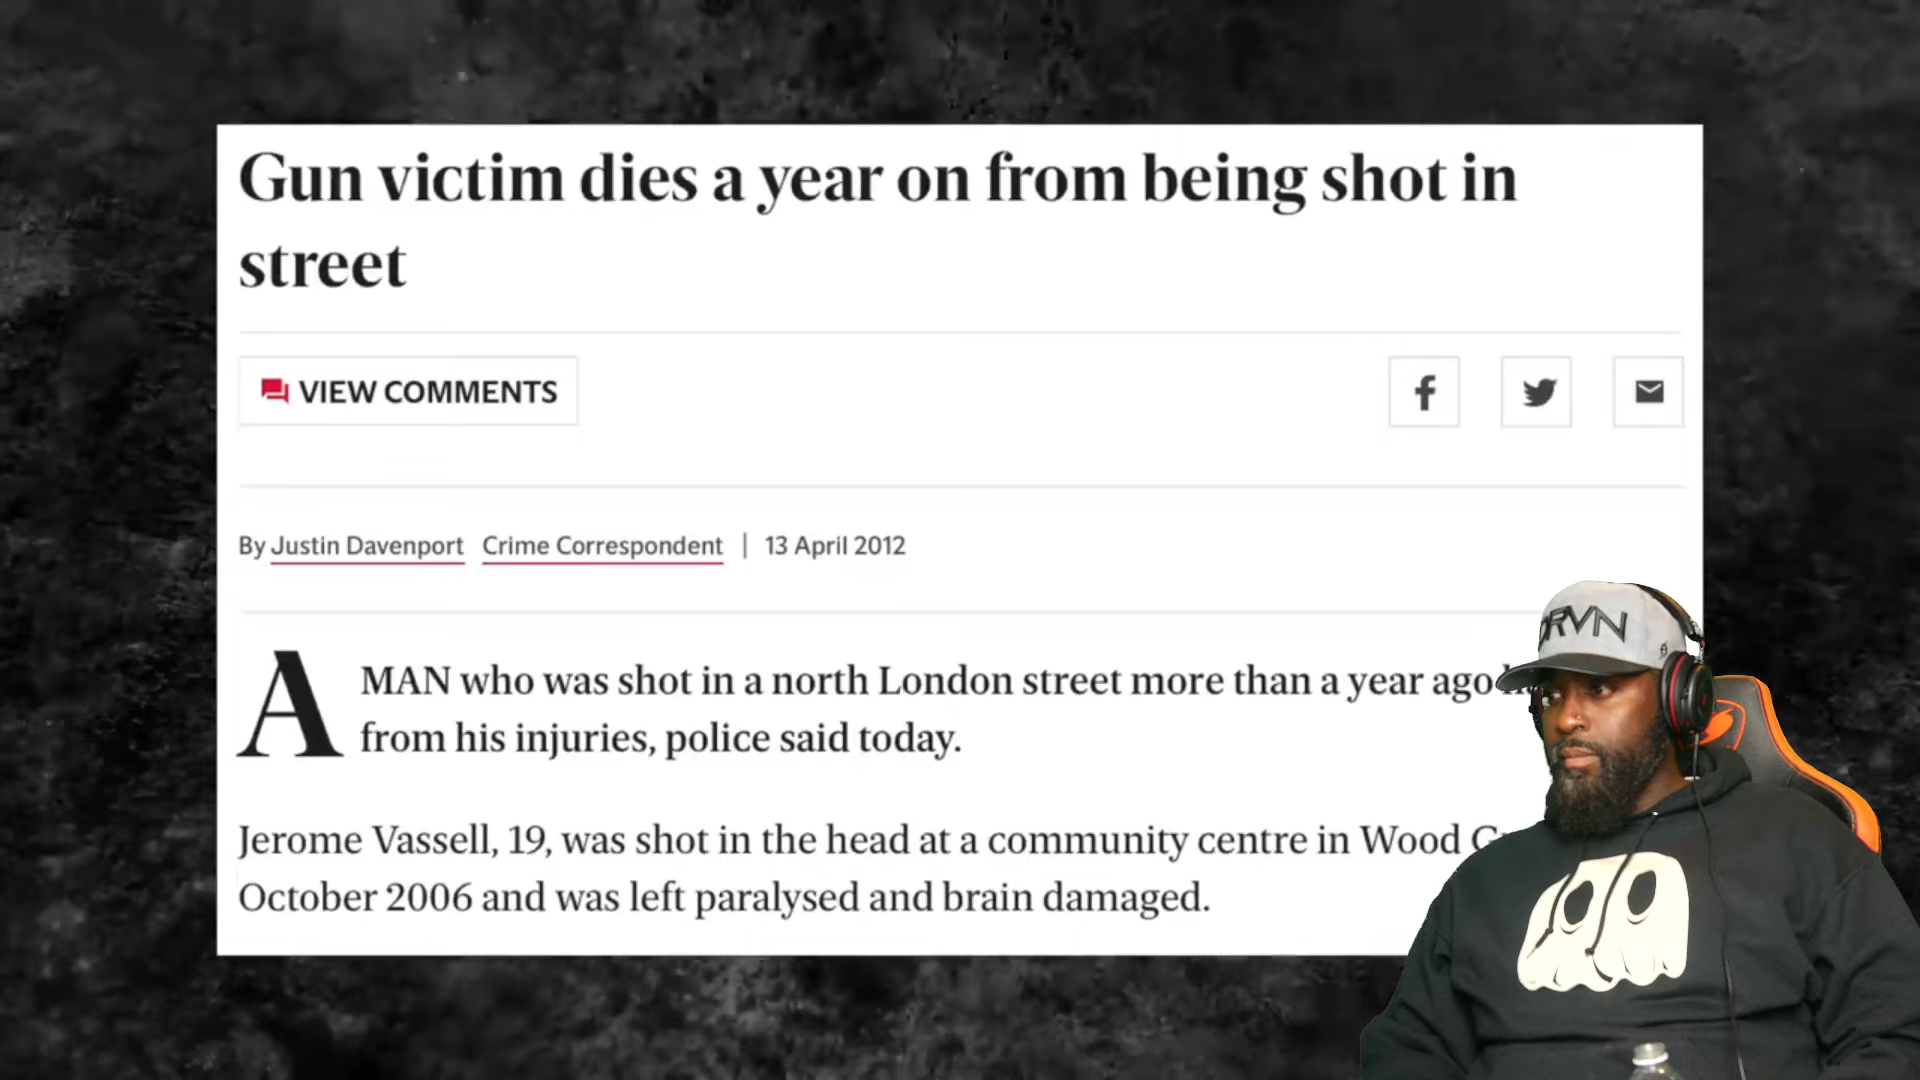 Gun victim dies a year on from being shot in
street
VIEW COMMENTS
By Justin Davenport Crime Correspondent | 13 April 2012
A MAN who was shot in a north London street more than a year ago
from his injuries, police said today.
Jerome Vassell, 19, was shot in the head at a community centre in Wood
October 2006 and was left paralysed and brain damaged.
DRVN